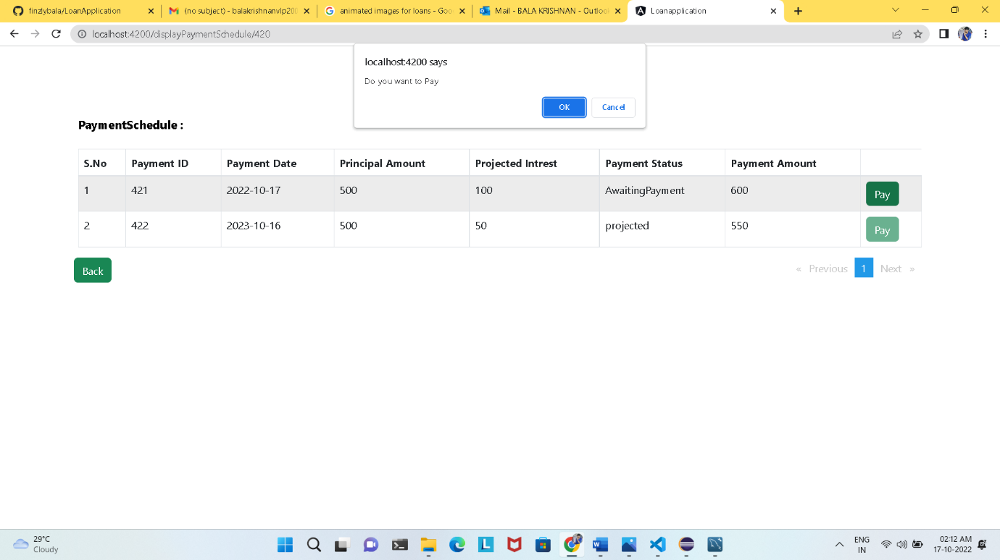 finzlybala/LoanApplication
(no subject) - balakrishnanvlp200
animated images for loans - Goo
Mail - BALA KRISHNAN - Outlook
Loanapplication
localhost:4200/displayPaymentSchedule/420
localhost:4200 says
Do you want to Pay
OK Cancel
PaymentSchedule :
S.No Payment ID Payment Date Principal Amount Projected Intrest Payment Status Payment Amount
1 421 2022-10-17 500 100 AwaitingPayment 600 Pay
2 422 2023-10-16 500 50 projected 550 Pay
Back « Previous 1 Next »
29°C
Cloudy
ENG
IN
02:12 AM
17-10-2022